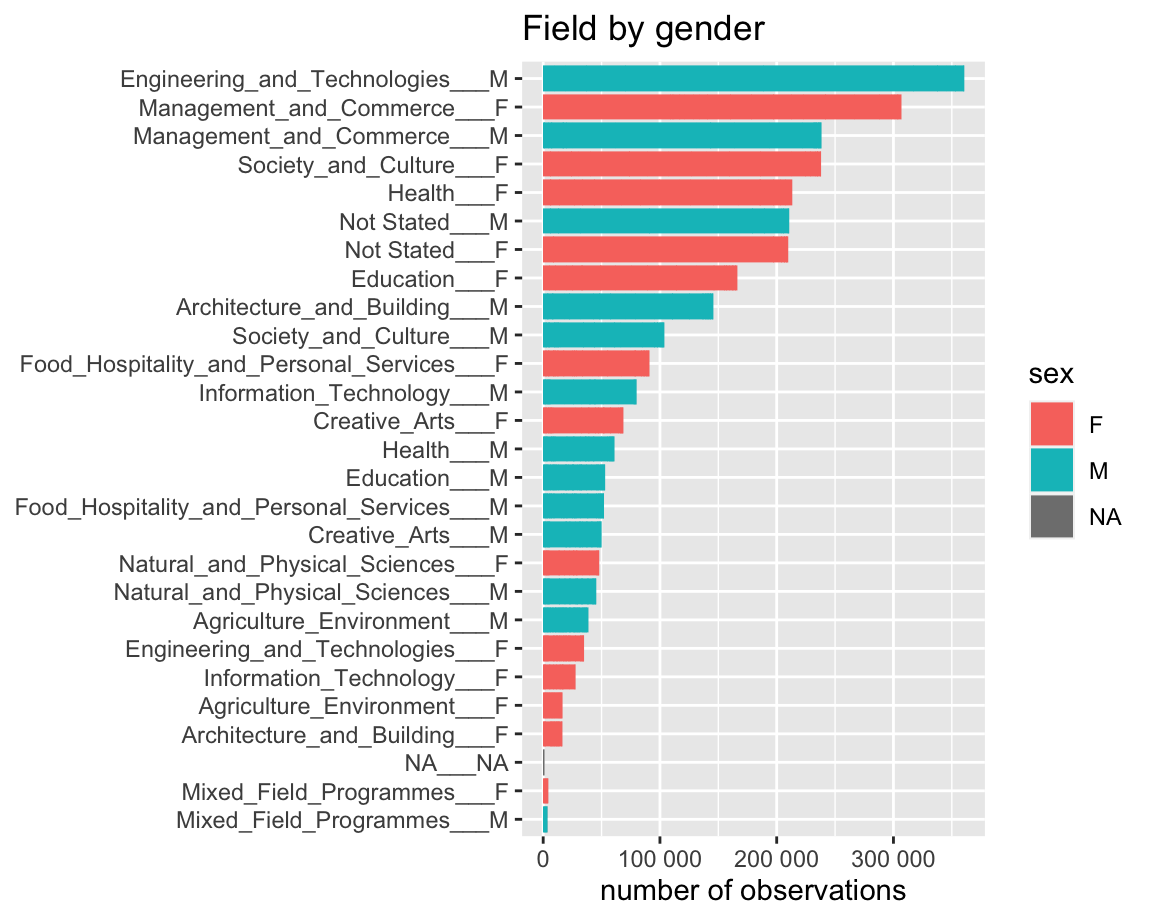 Field by gender
Engineering_and_Technologies___M
Management_and_Commerce___F
Management_and_Commerce___M
Society_and_Culture___F
Health___F
Not Stated___M
Not Stated___F
Education___F
Architecture_and_Building___M
Society_and_Culture___M
Food_Hospitality_and_Personal_Services___F
Information_Technology___M
Creative_Arts___F
Health___M
Education___M
Food_Hospitality_and_Personal_Services___M
Creative_Arts___M
Natural_and_Physical_Sciences___F
Natural_and_Physical_Sciences___M
Agriculture_Environment___M
Engineering_and_Technologies___F
Information_Technology___F
Agriculture_Environment___F
Architecture_and_Building___F
NA___NA
Mixed_Field_Programmes___F
Mixed_Field_Programmes___M
0 100 000 200 000 300 000
number of observations
sex
F
M
NA